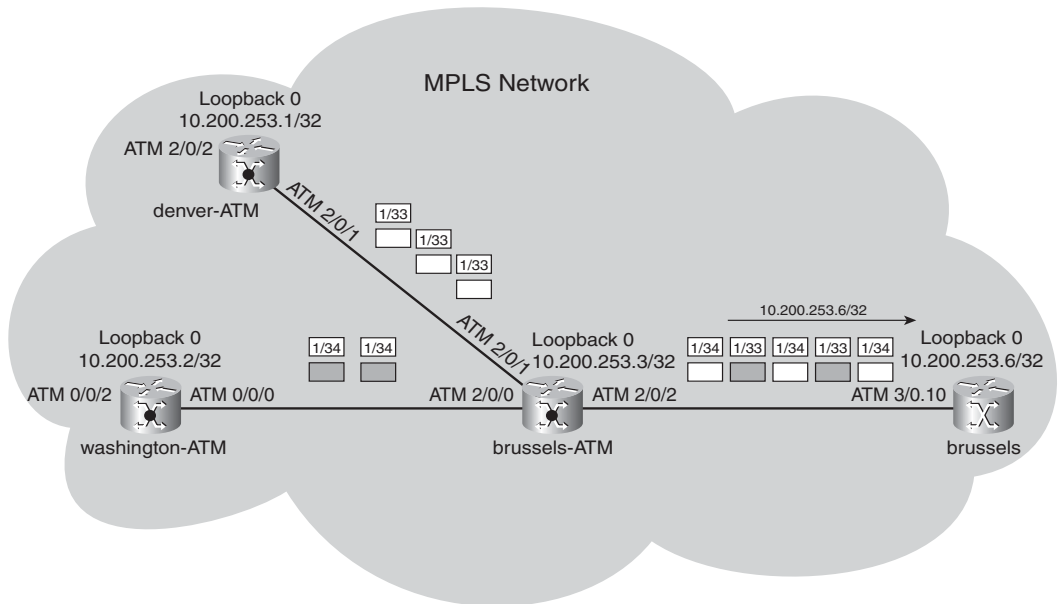 MPLS Network
Loopback 0
10.200.253.1/32
ATM 2/0/2
denver-ATM
ATM 2/0/1
1/33
1/33
1/33
ATM 2/0/1
10.200.253.6/32
Loopback 0
10.200.253.2/32
ATM 0/0/2
ATM 0/0/0
washington-ATM
1/34 1/34
Loopback 0
10.200.253.3/32
ATM 2/0/0
ATM 2/0/2
brussels-ATM
1/34 1/33 1/34 1/33 1/34
Loopback 0
10.200.253.6/32
ATM 3/0.10
brussels